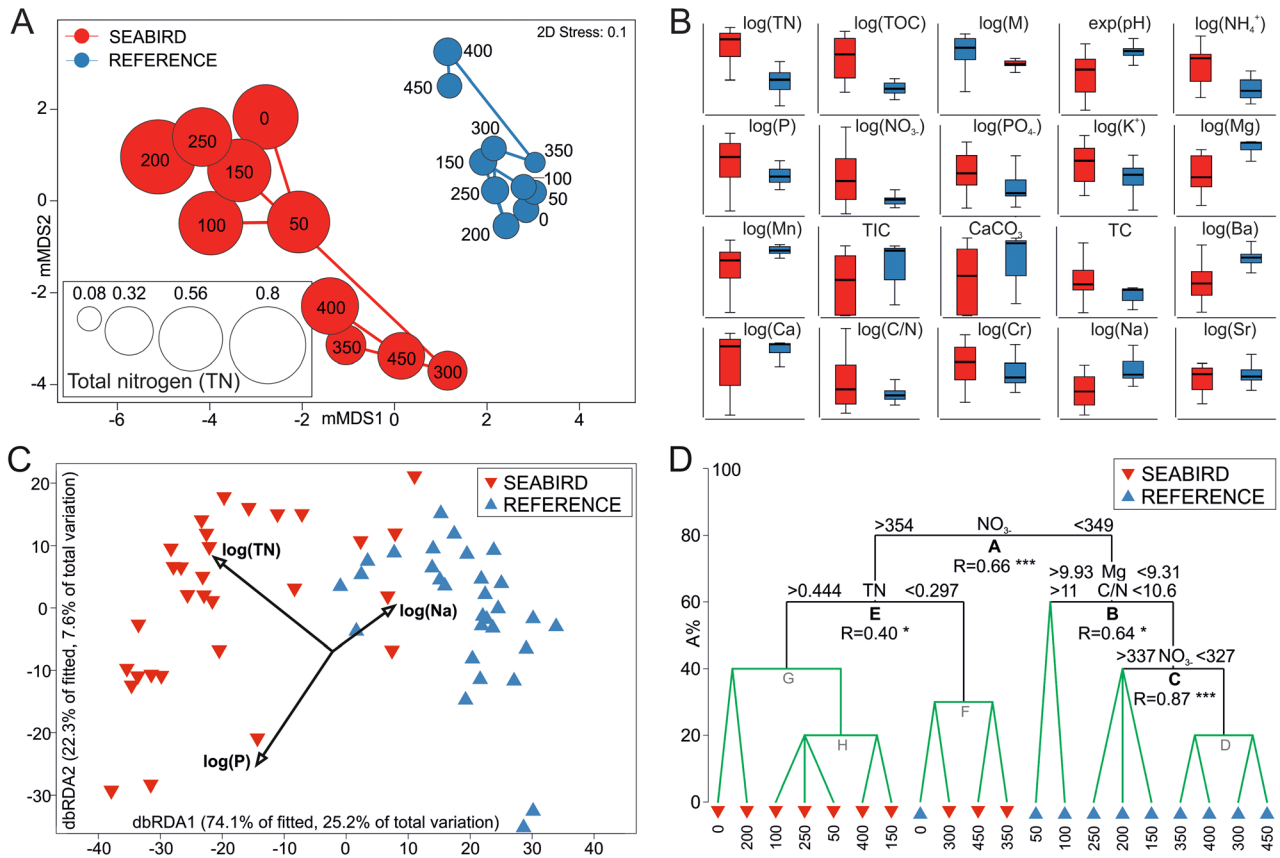 A
SEABIRD
REFERENCE
2D Stress: 0.1
400
450
300
350
150
100
250
50
0
200
0
250
200
150
100
50
400
350
450
300
0.08 0.32 0.56 0.8
Total nitrogen (TN)
2
0
-2
-4
mMDS2
-6 -4 -2 0 2 4
mMDS1
B
log(TN) log(TOC) log(M) exp(pH) log(NH4+)
log(P) log(NO3-) log(PO4-) log(K+) log(Mg)
log(Mn) TIC CaCO3 TC log(Ba)
log(Ca) log(C/N) log(Cr) log(Na) log(Sr)
C
SEABIRD
REFERENCE
log(TN)
log(Na)
log(P)
20
10
0
-10
-20
-30
dbRDA2 (22.3% of fitted, 7.6% of total variation)
dbRDA1 (74.1% of fitted, 25.2% of total variation)
-40 -20 -10 0 10 20 30 40
D
SEABIRD
REFERENCE
100
80
60
40
20
0
A%
>354 NO3- <349
A
R=0.66 ***
>9.93 Mg <9.31
>11 C/N <10.6
B
R=0.64 *
>0.444 TN <0.297
E
R=0.40 *
>337 NO3- <327
C
R=0.87 ***
G
H
F
D
0 200 100 250 50 400 150 0 300 450 350 50 100 250 200 150 350 400 300 450